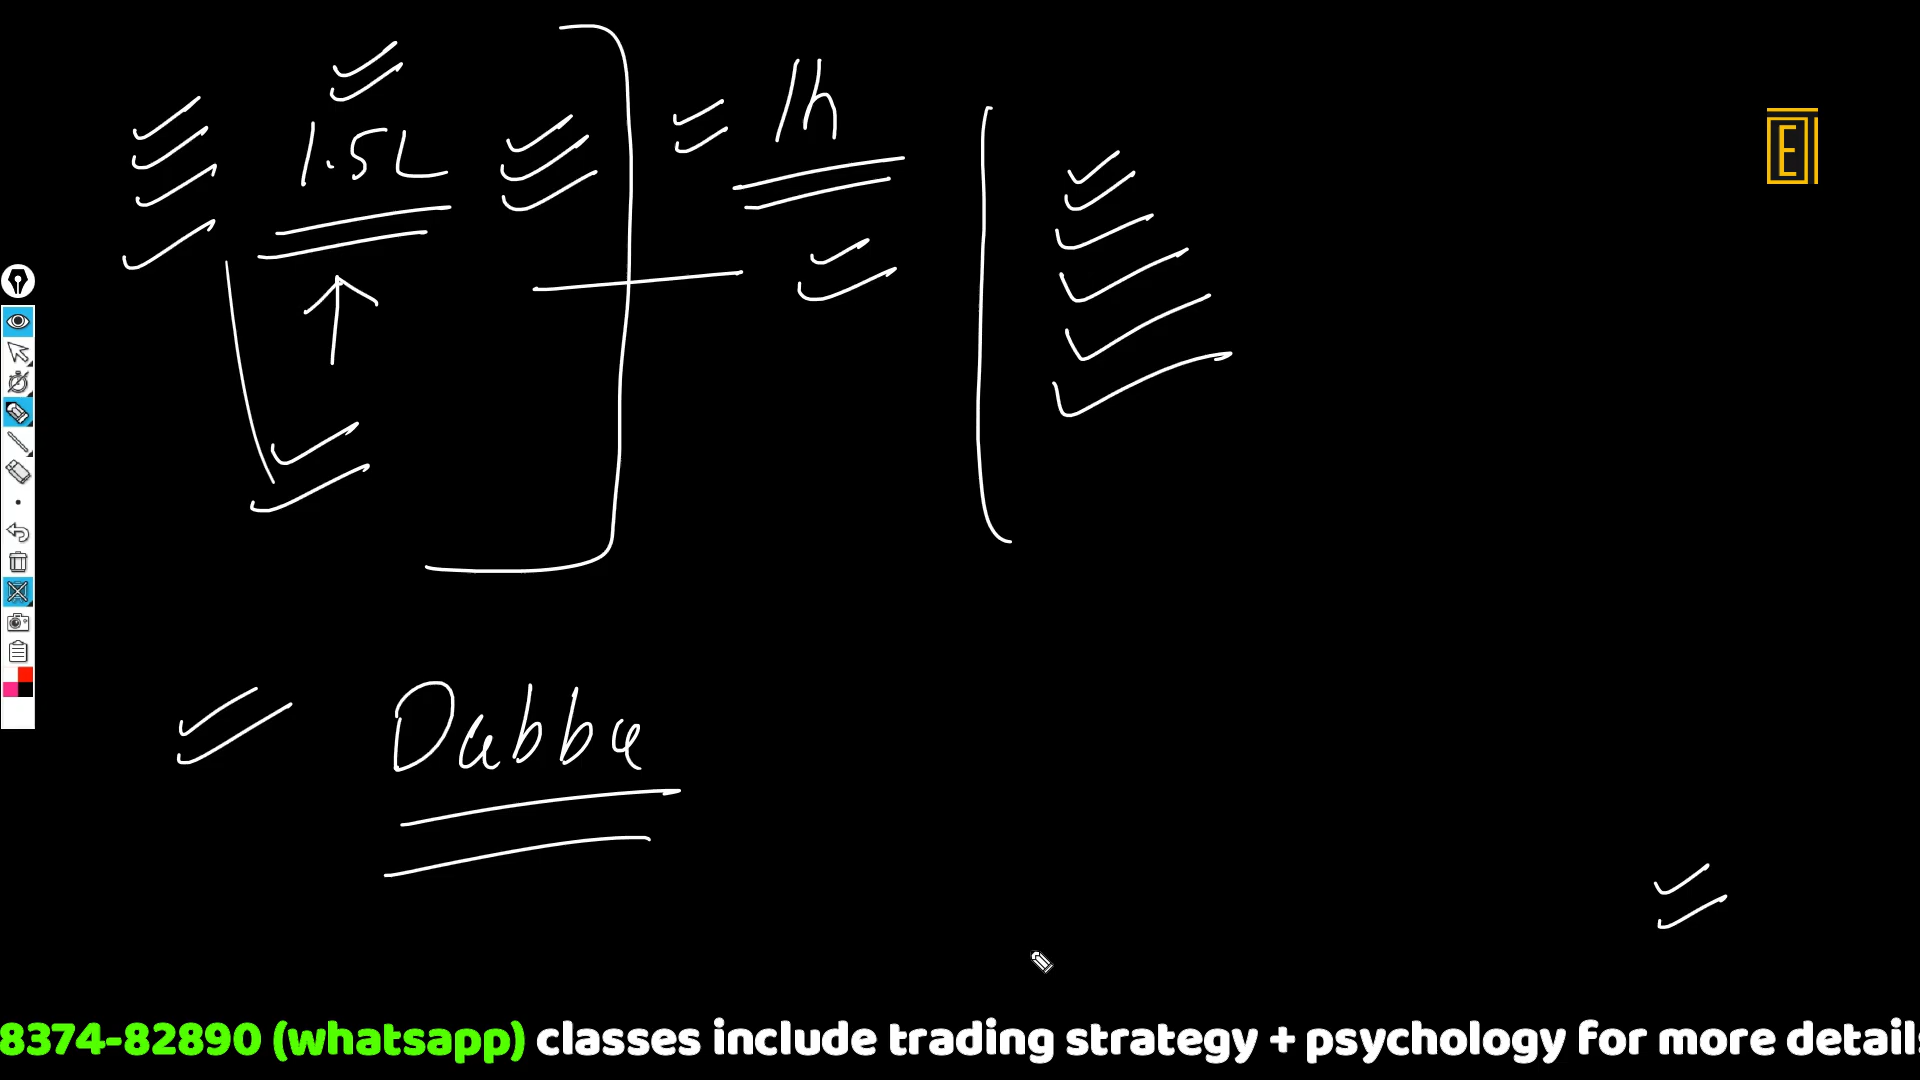 1.5L
1h
E
Dabba
8374-82890 (whatsapp) classes include trading strategy + psychology for more details